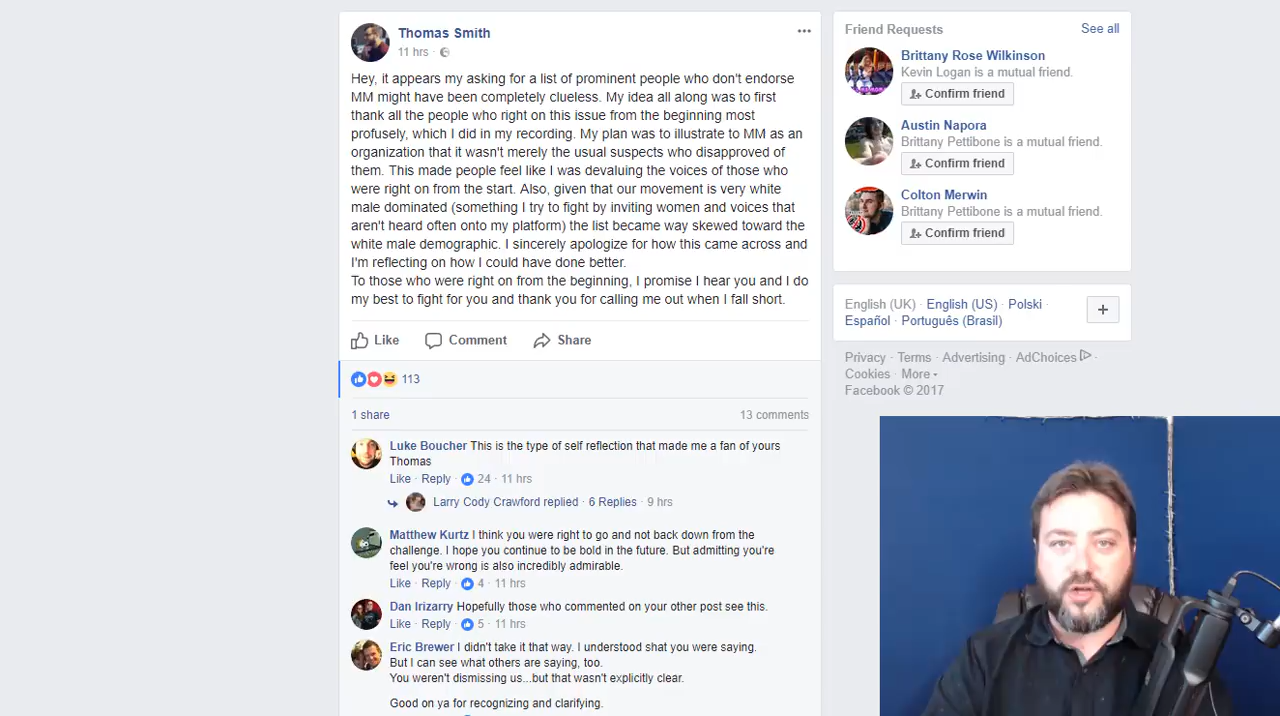 Thomas Smith
11 hrs ·
Hey, it appears my asking for a list of prominent people who don't endorse
MM might have been completely clueless. My idea all along was to first
thank all the people who right on this issue from the beginning most
profusely, which I did in my recording. My plan was to illustrate to MM as an
organization that it wasn't merely the usual suspects who disapproved of
them. This made people feel like I was devaluing the voices of those who
were right on from the start. Also, given that our movement is very white
male dominated (something I try to fight by inviting women and voices that
aren't heard often onto my platform) the list became way skewed toward the
white male demographic. I sincerely apologize for how this came across and
I'm reflecting on how I could have done better.
To those who were right on from the beginning, I promise I hear you and I do
my best to fight for you and thank you for calling me out when I fall short.
Like Comment Share
113
1 share 13 comments
Luke Boucher This is the type of self reflection that made me a fan of yours
Thomas
Like · Reply · 24 · 11 hrs
Larry Cody Crawford replied · 6 Replies · 9 hrs
Matthew Kurtz I think you were right to go and not back down from the
challenge. I hope you continue to be bold in the future. But admitting you're
feel you're wrong is also incredibly admirable.
Like · Reply · 4 · 11 hrs
Dan Irizarry Hopefully those who commented on your other post see this.
Like · Reply · 5 · 11 hrs
Eric Brewer I didn't take it that way. I understood shat you were saying.
But I can see what others are saying, too.
You weren't dismissing us...but that wasn't explicitly clear.
Good on ya for recognizing and clarifying.
Friend Requests See all
Brittany Rose Wilkinson
Kevin Logan is a mutual friend.
Confirm friend
Austin Napora
Brittany Pettibone is a mutual friend.
Confirm friend
Colton Merwin
Brittany Pettibone is a mutual friend.
Confirm friend
English (UK) · English (US) · Polski ·
Español · Português (Brasil)
+
Privacy · Terms · Advertising · AdChoices ·
Cookies · More
Facebook © 2017